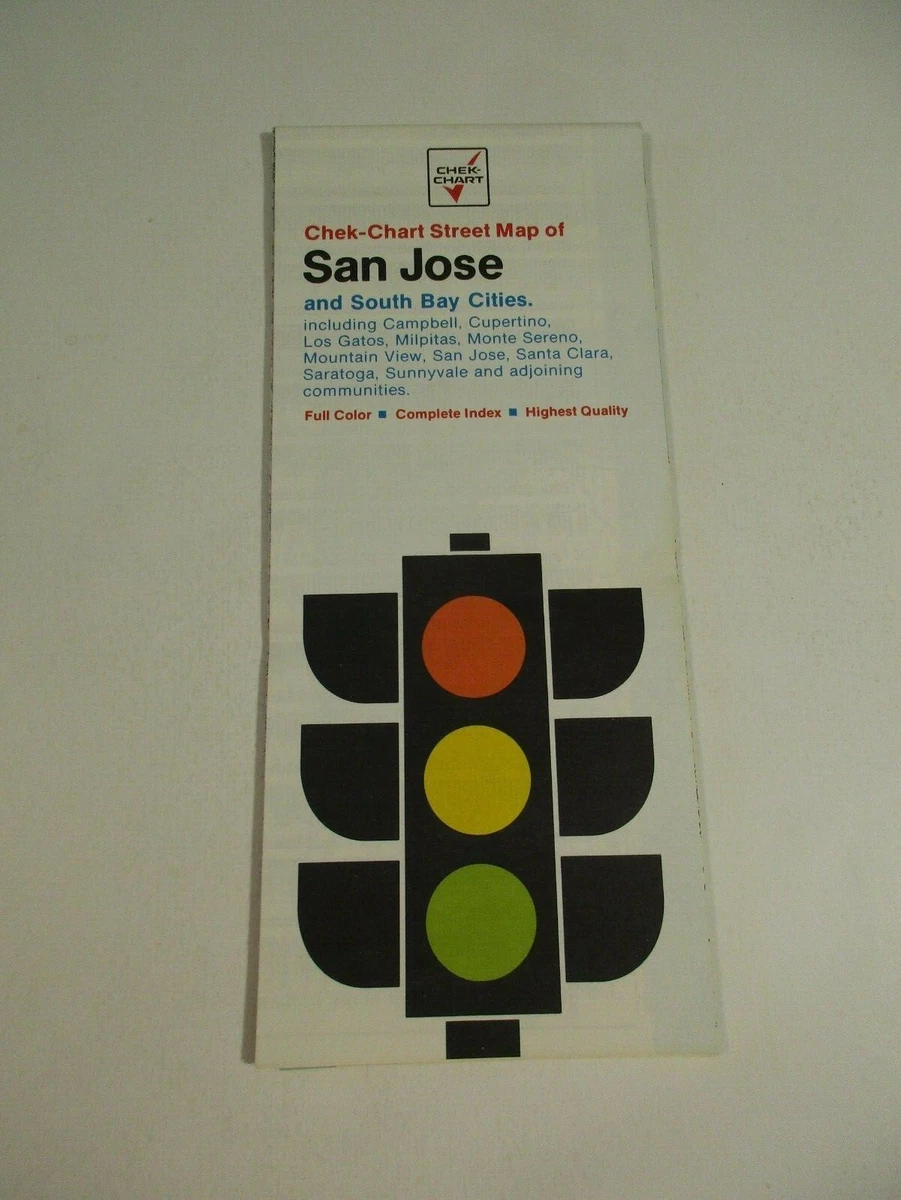 CHEK-
CHART
Chek-Chart Street Map of
San Jose
and South Bay Cities.
including Campbell, Cupertino,
Los Gatos, Milpitas, Monte Sereno,
Mountain View, San Jose, Santa Clara,
Saratoga, Sunnyvale and adjoining
communities.
Full Color ■ Complete Index ■ Highest Quality